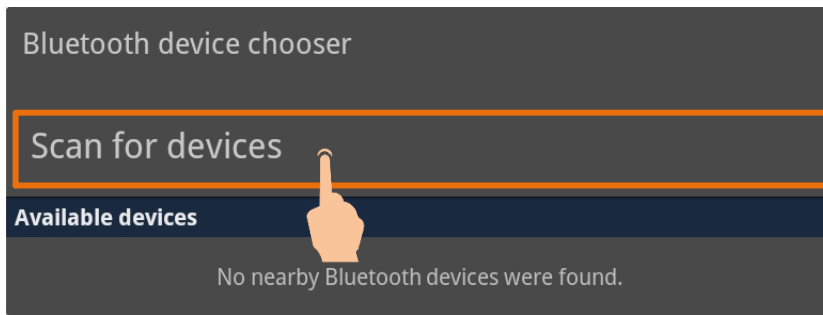 Bluetooth device chooser
Scan for devices
Available devices
No nearby Bluetooth devices were found.